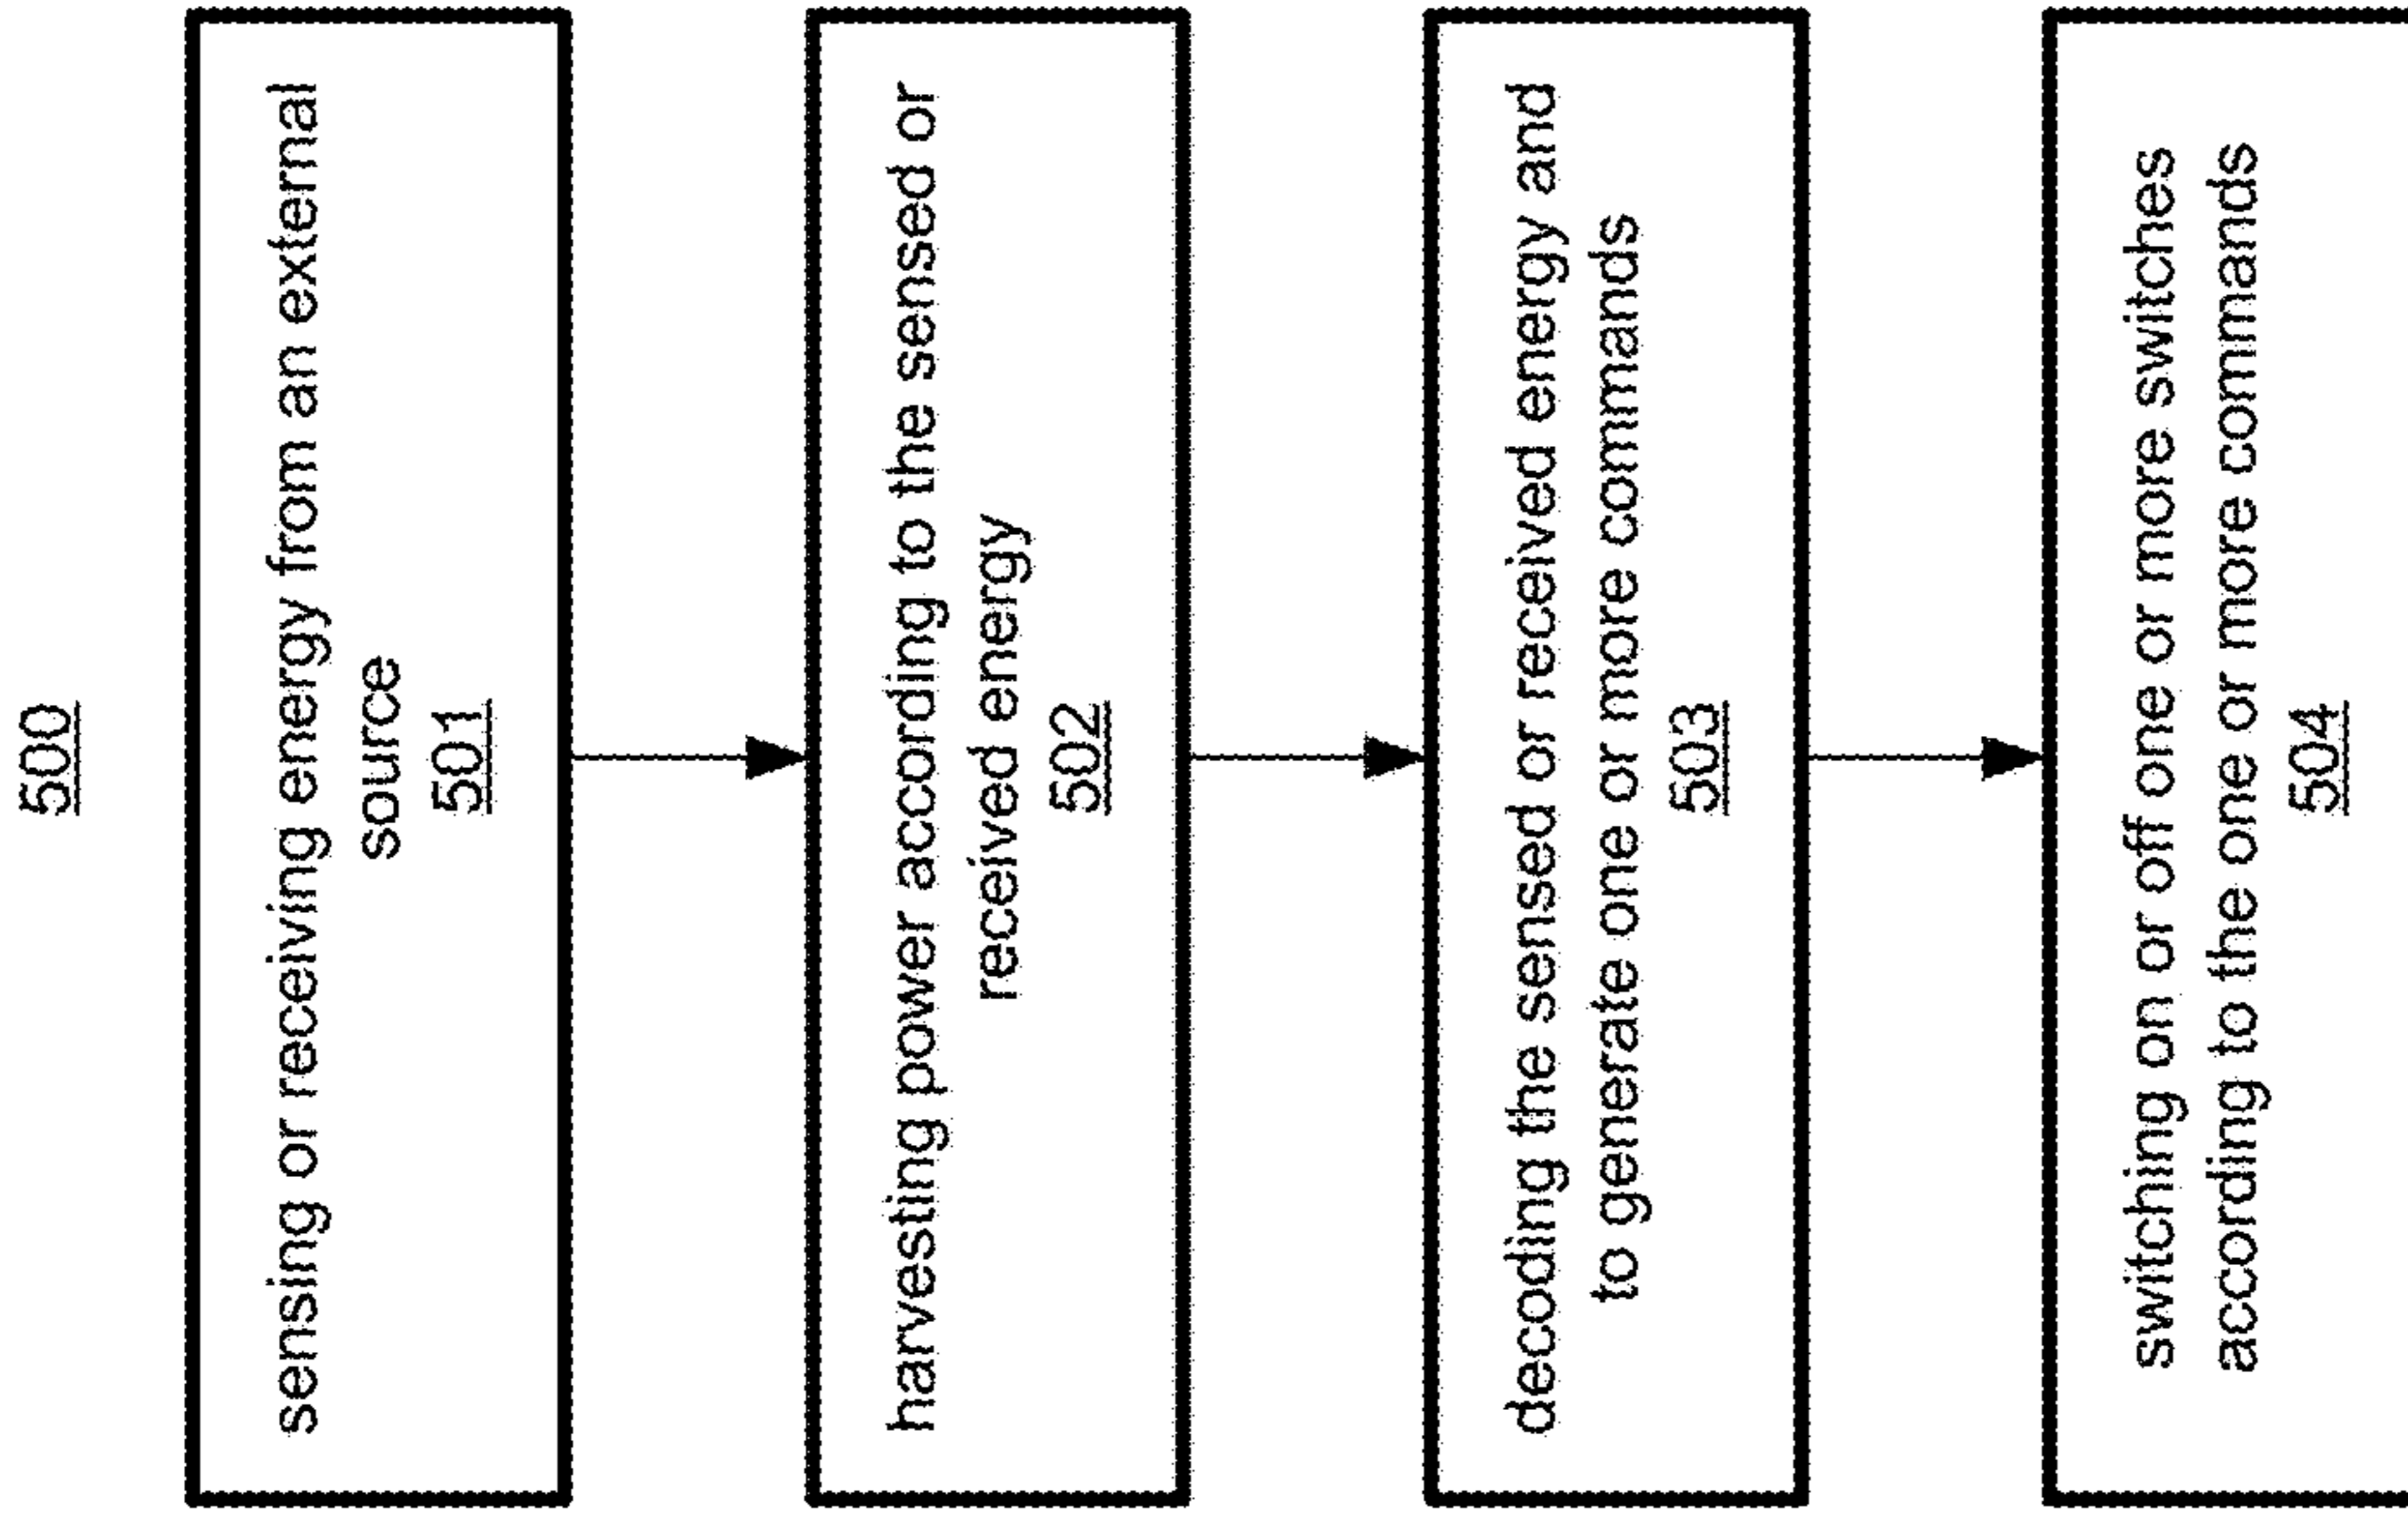 500
sensing or receiving energy from an external
source
501
harvesting power according to the sensed or
received energy
502
decoding the sensed or received energy and
to generate one or more commands
503
switching on or off one or more switches
according to the one or more commands
504